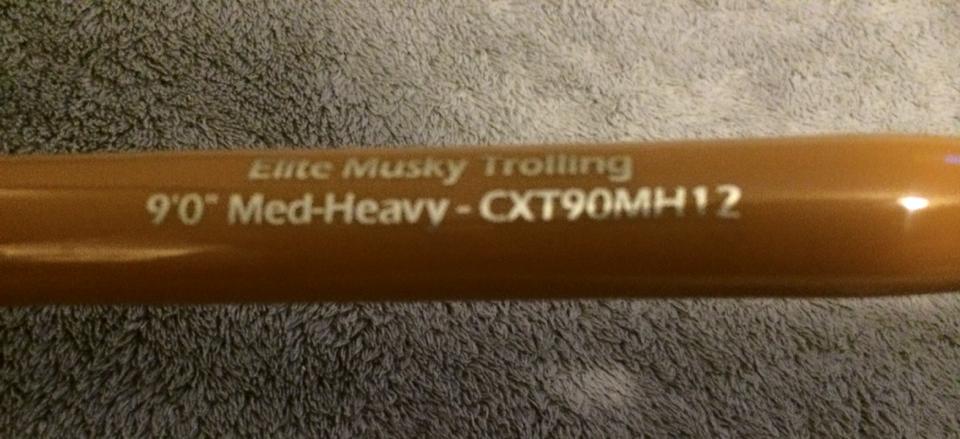 Elite Musky Trolling
9'0" Med-Heavy - CXT90MH12